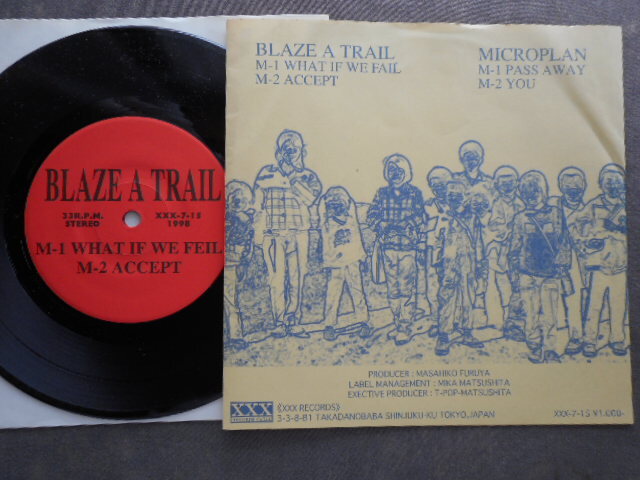 BLAZE A TRAIL
33R.P.M.
STEREO
XXX-7-15
1998
M-1 WHAT IF WE FEIL
M-2 ACCEPT
BLAZE A TRAIL
M-1 WHAT IF WE FAIL
M-2 ACCEPT
MICROPLAN
M-1 PASS AWAY
M-2 YOU
PRODUCER : MASAHIKO FURUYA
LABEL MANAGEMENT : MIKA MATSUSHITA
EXECTIVE PRODUCER : T-POP-MATSUSHITA
XXX
《XXX RECORDS》
3-3-8-B1 TAKADANOBABA SHINJUKU-KU TOKYO,JAPAN
XXX-7-15 ¥1.000-